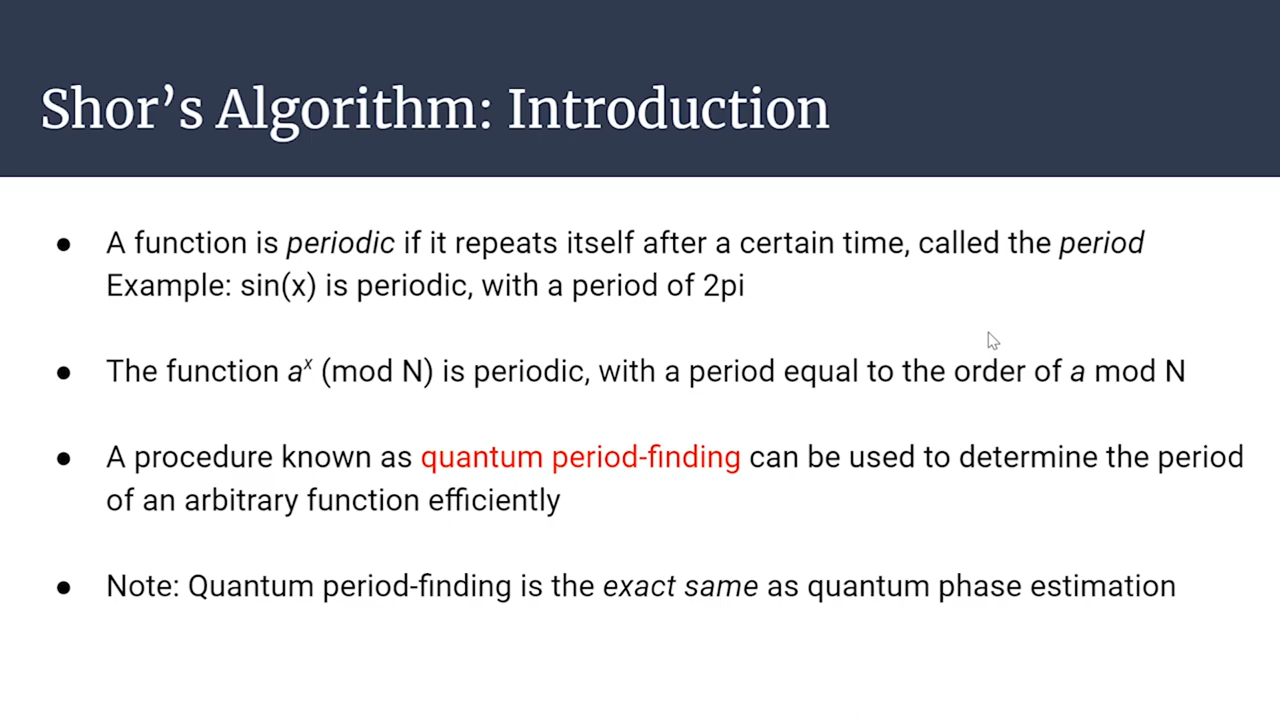 Shor’s Algorithm: Introduction
● A function is periodic if it repeats itself after a certain time, called the period
Example: sin(x) is periodic, with a period of 2pi
● The function aˣ (mod N) is periodic, with a period equal to the order of a mod N
● A procedure known as quantum period-finding can be used to determine the period
of an arbitrary function efficiently
● Note: Quantum period-finding is the exact same as quantum phase estimation